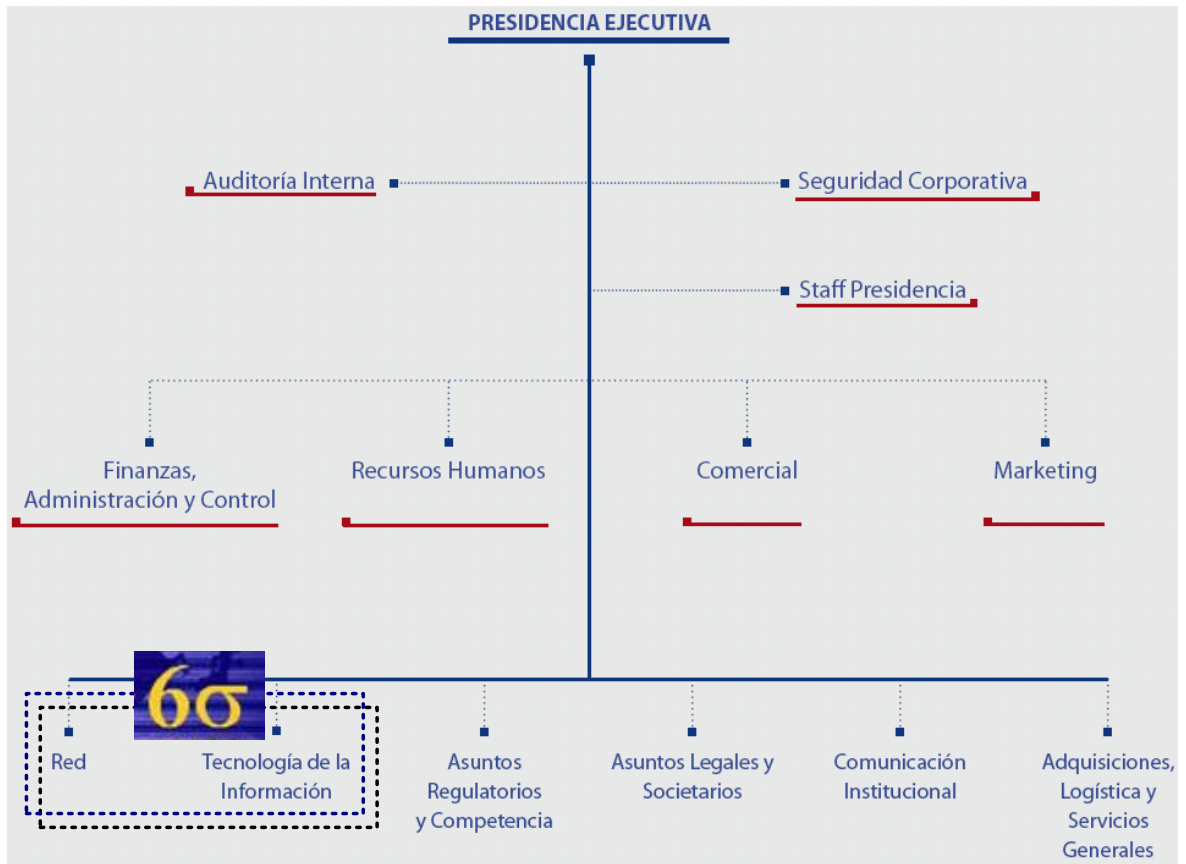 PRESIDENCIA EJECUTIVA
Auditoría Interna
Seguridad Corporativa
Staff Presidencia
Finanzas,
Administración y Control
Recursos Humanos
Comercial
Marketing
6σ
Red
Tecnología de la
Información
Asuntos
Regulatorios
y Competencia
Asuntos Legales y
Societarios
Comunicación
Institucional
Adquisiciones,
Logística y
Servicios
Generales